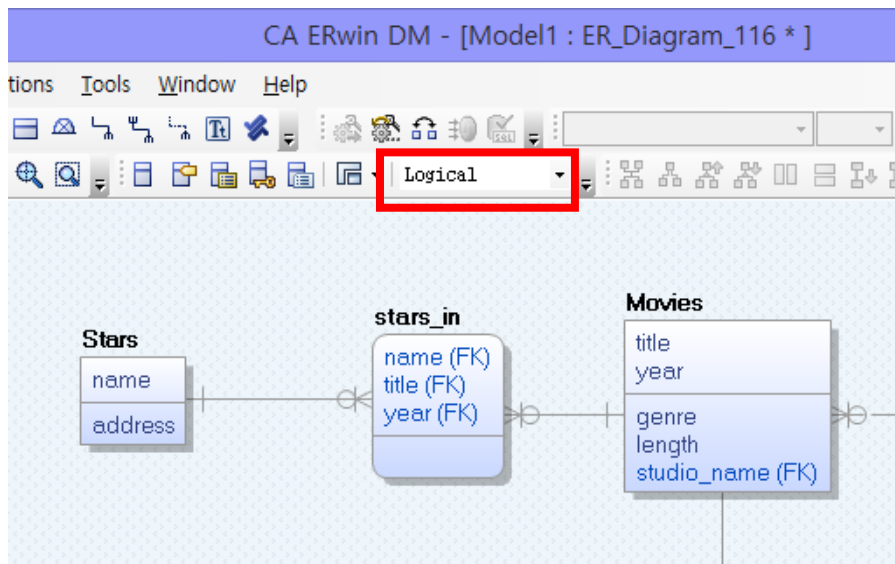 CA ERwin DM - [Model1 : ER_Diagram_116 * ]
tions Tools Window Help
Logical
Stars
name
address
stars_in
name (FK)
title (FK)
year (FK)
Movies
title
year
genre
length
studio_name (FK)